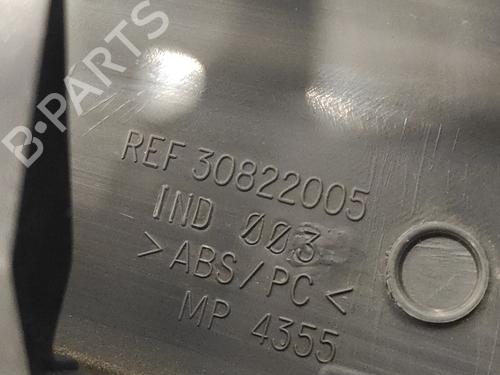 B-PARTS
REF 30822005
IND 003
>ABS/PC<
MP 4355